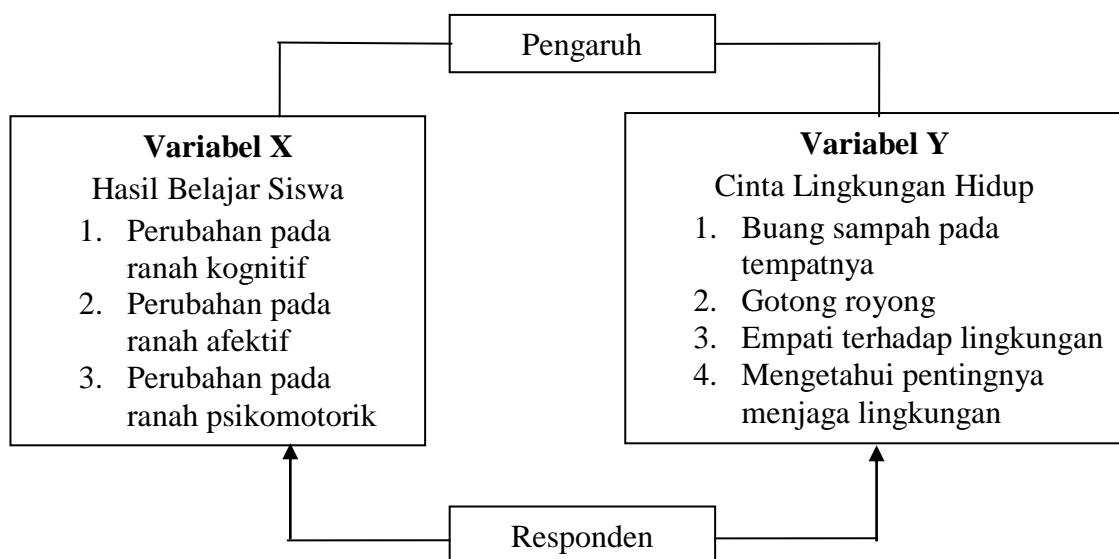 Pengaruh
Variabel X
Hasil Belajar Siswa
1. Perubahan pada
ranah kognitif
2. Perubahan pada
ranah afektif
3. Perubahan pada
ranah psikomotorik
Variabel Y
Cinta Lingkungan Hidup
1. Buang sampah pada
tempatnya
2. Gotong royong
3. Empati terhadap lingkungan
4. Mengetahui pentingnya
menjaga lingkungan
Responden